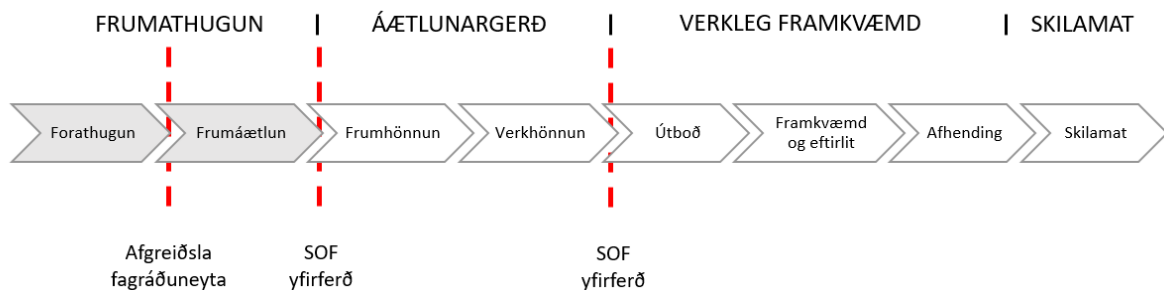 FRUMATHUGUN | ÁÆTLUNARGERÐ | VERKLEG FRAMKVÆMD | SKILAMAT
Forathugun
Frumáætlun
Frumhönnun
Verkhönnun
Útboð
Framkvæmd
og eftirlit
Afhending
Skilamat
Afgreiðsla
fagráðuneyta
SOF
yfirferð
SOF
yfirferð